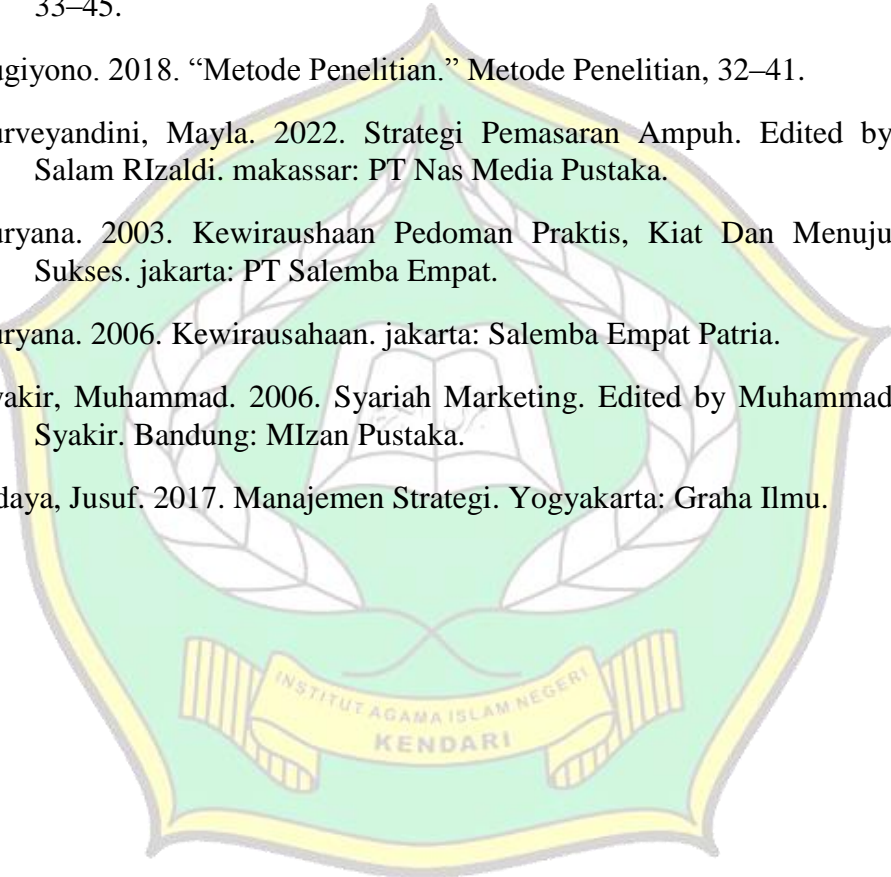 33–45.
ugiyono. 2018. “Metode Penelitian.” Metode Penelitian, 32–41.
urveyandini, Mayla. 2022. Strategi Pemasaran Ampuh. Edited by
Salam RIzaldi. makassar: PT Nas Media Pustaka.
uryana. 2003. Kewiraushaan Pedoman Praktis, Kiat Dan Menuju
Sukses. jakarta: PT Salemba Empat.
uryana. 2006. Kewirausahaan. jakarta: Salemba Empat Patria.
yakir, Muhammad. 2006. Syariah Marketing. Edited by Muhammad
Syakir. Bandung: MIzan Pustaka.
daya, Jusuf. 2017. Manajemen Strategi. Yogyakarta: Graha Ilmu.
INSTITUT AGAMA ISLAM NEGERI
KENDARI